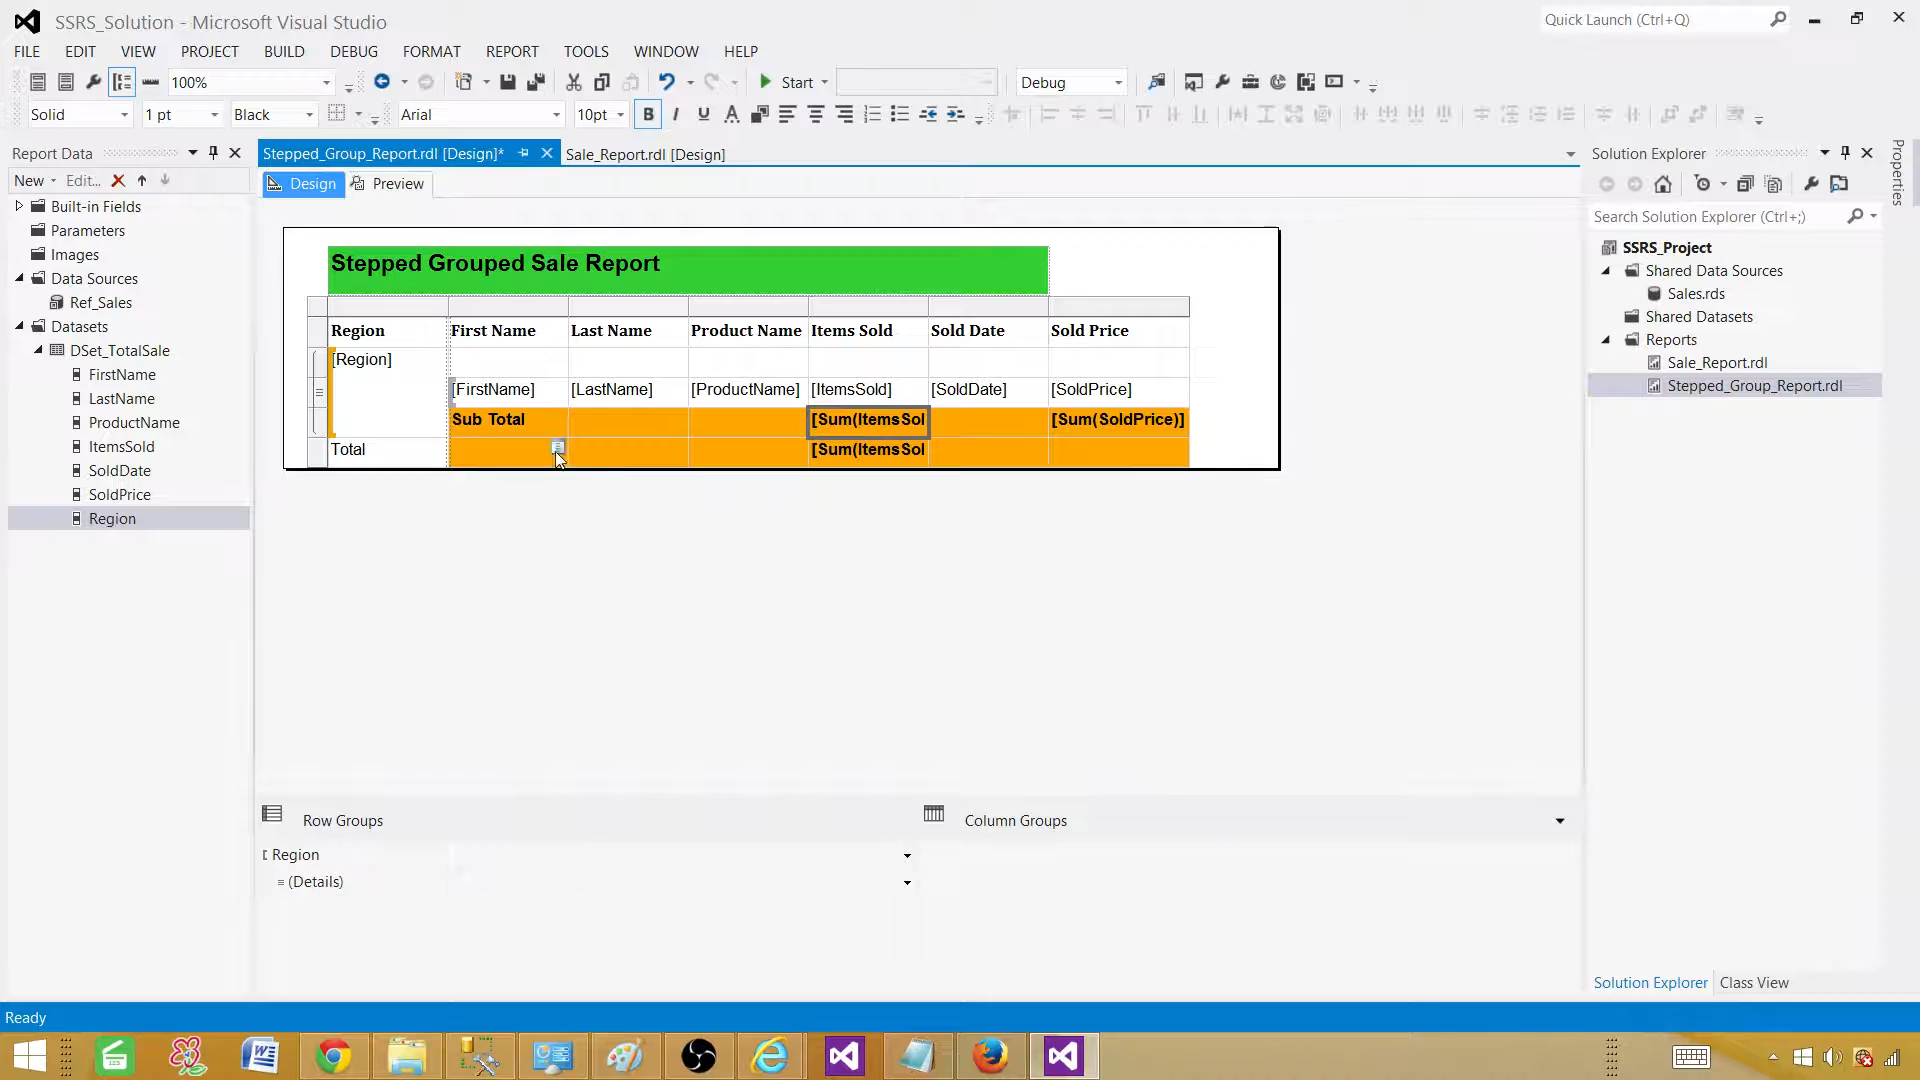 SSRS_Solution - Microsoft Visual Studio
Quick Launch (Ctrl+Q)
FILE EDIT VIEW PROJECT BUILD DEBUG FORMAT REPORT TOOLS WINDOW HELP
100% Start Debug
Solid 1 pt Black Arial 10pt B I U A
Report Data
Stepped_Group_Report.rdl [Design]* Sale_Report.rdl [Design]
Solution Explorer
Properties
New Edit...
Design Preview
Built-in Fields
Parameters
Images
Data Sources
Ref_Sales
Datasets
DSet_TotalSale
FirstName
LastName
ProductName
ItemsSold
SoldDate
SoldPrice
Region
Stepped Grouped Sale Report
Region First Name Last Name Product Name Items Sold Sold Date Sold Price
[Region]
[FirstName] [LastName] [ProductName] [ItemsSold] [SoldDate] [SoldPrice]
Sub Total [Sum(ItemsSol [Sum(SoldPrice)]
Total [Sum(ItemsSol
Row Groups
Column Groups
Region
(Details)
Search Solution Explorer (Ctrl+;)
SSRS_Project
Shared Data Sources
Sales.rds
Shared Datasets
Reports
Sale_Report.rdl
Stepped_Group_Report.rdl
Solution Explorer Class View
Ready